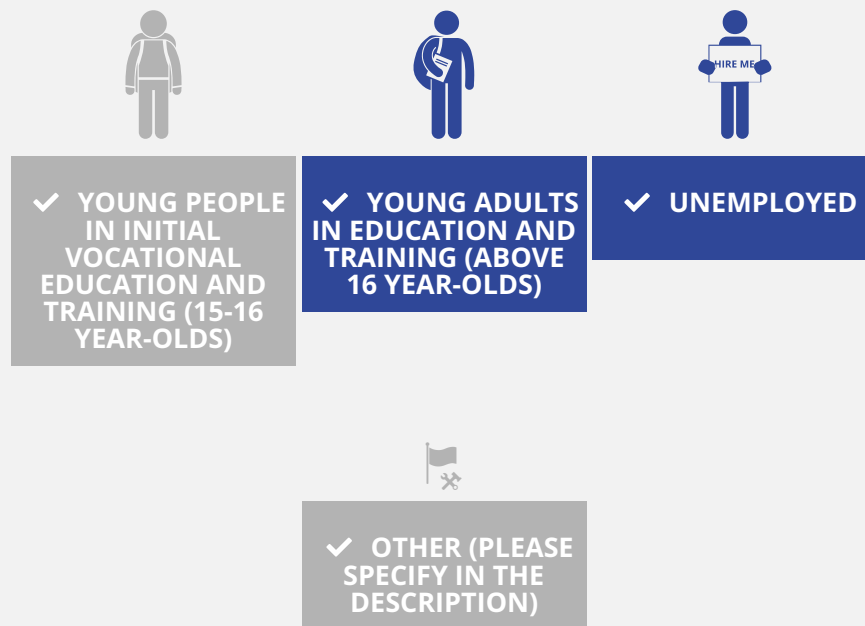 HIRE ME
YOUNG PEOPLE
IN INITIAL
VOCATIONAL
EDUCATION AND
TRAINING (15-16
YEAR-OLDS)
YOUNG ADULTS
IN EDUCATION AND
TRAINING (ABOVE
16 YEAR-OLDS)
UNEMPLOYED
OTHER (PLEASE
SPECIFY IN THE
DESCRIPTION)